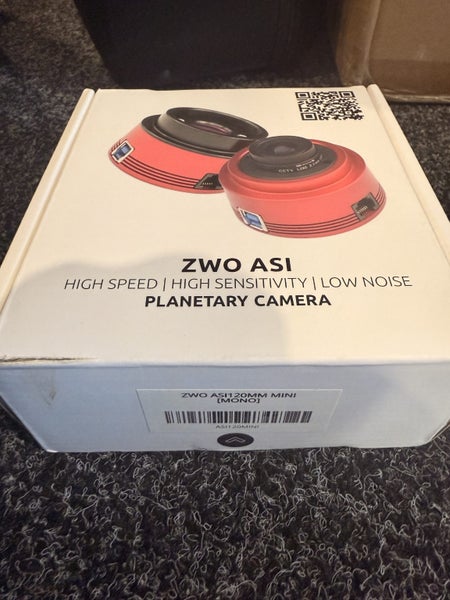 ZWO ASI
HIGH SPEED | HIGH SENSITIVITY | LOW NOISE
PLANETARY CAMERA
ZWO ASI120MM MINI
[MONO]
ASI120MINI